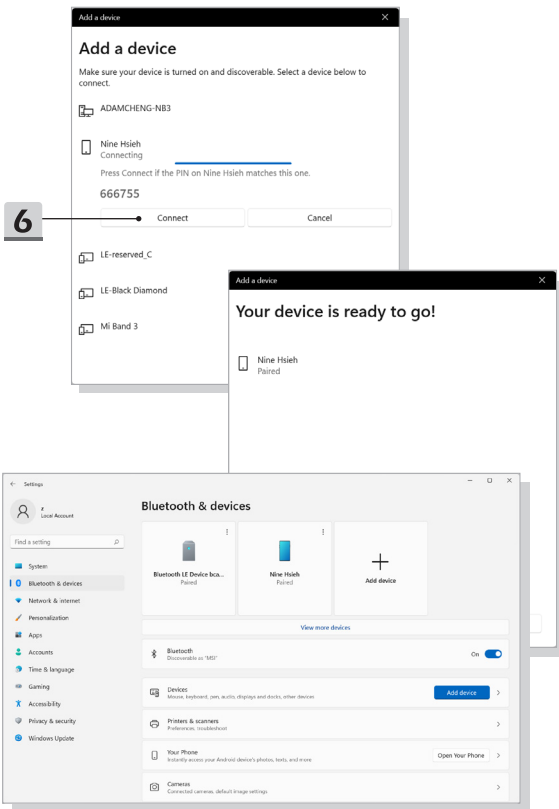 Add a device
Add a device
Make sure your device is turned on and discoverable. Select a device below to
connect.
ADAMCHENG-NB3
Nine Hsieh
Connecting
Press Connect if the PIN on Nine Hsieh matches this one.
666755
6
Connect
Cancel
LE-reserved_C
LE-Black Diamond
Mi Band 3
Add a device
Your device is ready to go!
Nine Hsieh
Paired
Settings
z
Local Account
Find a setting
System
Bluetooth & devices
Network & internet
Personalization
Apps
Accounts
Time & language
Gaming
Accessibility
Privacy & security
Windows Update
Bluetooth & devices
Bluetooth LE Device bca...
Paired
Nine Hsieh
Paired
Add device
View more devices
Bluetooth
Discoverable as "MSI"
On
Devices
Mouse, keyboard, pen, audio, displays and docks, other devices
Add device
Printers & scanners
Preferences, troubleshoot
Your Phone
Instantly access your Android device's photos, texts, and more
Open Your Phone
Cameras
Connected cameras, default image settings